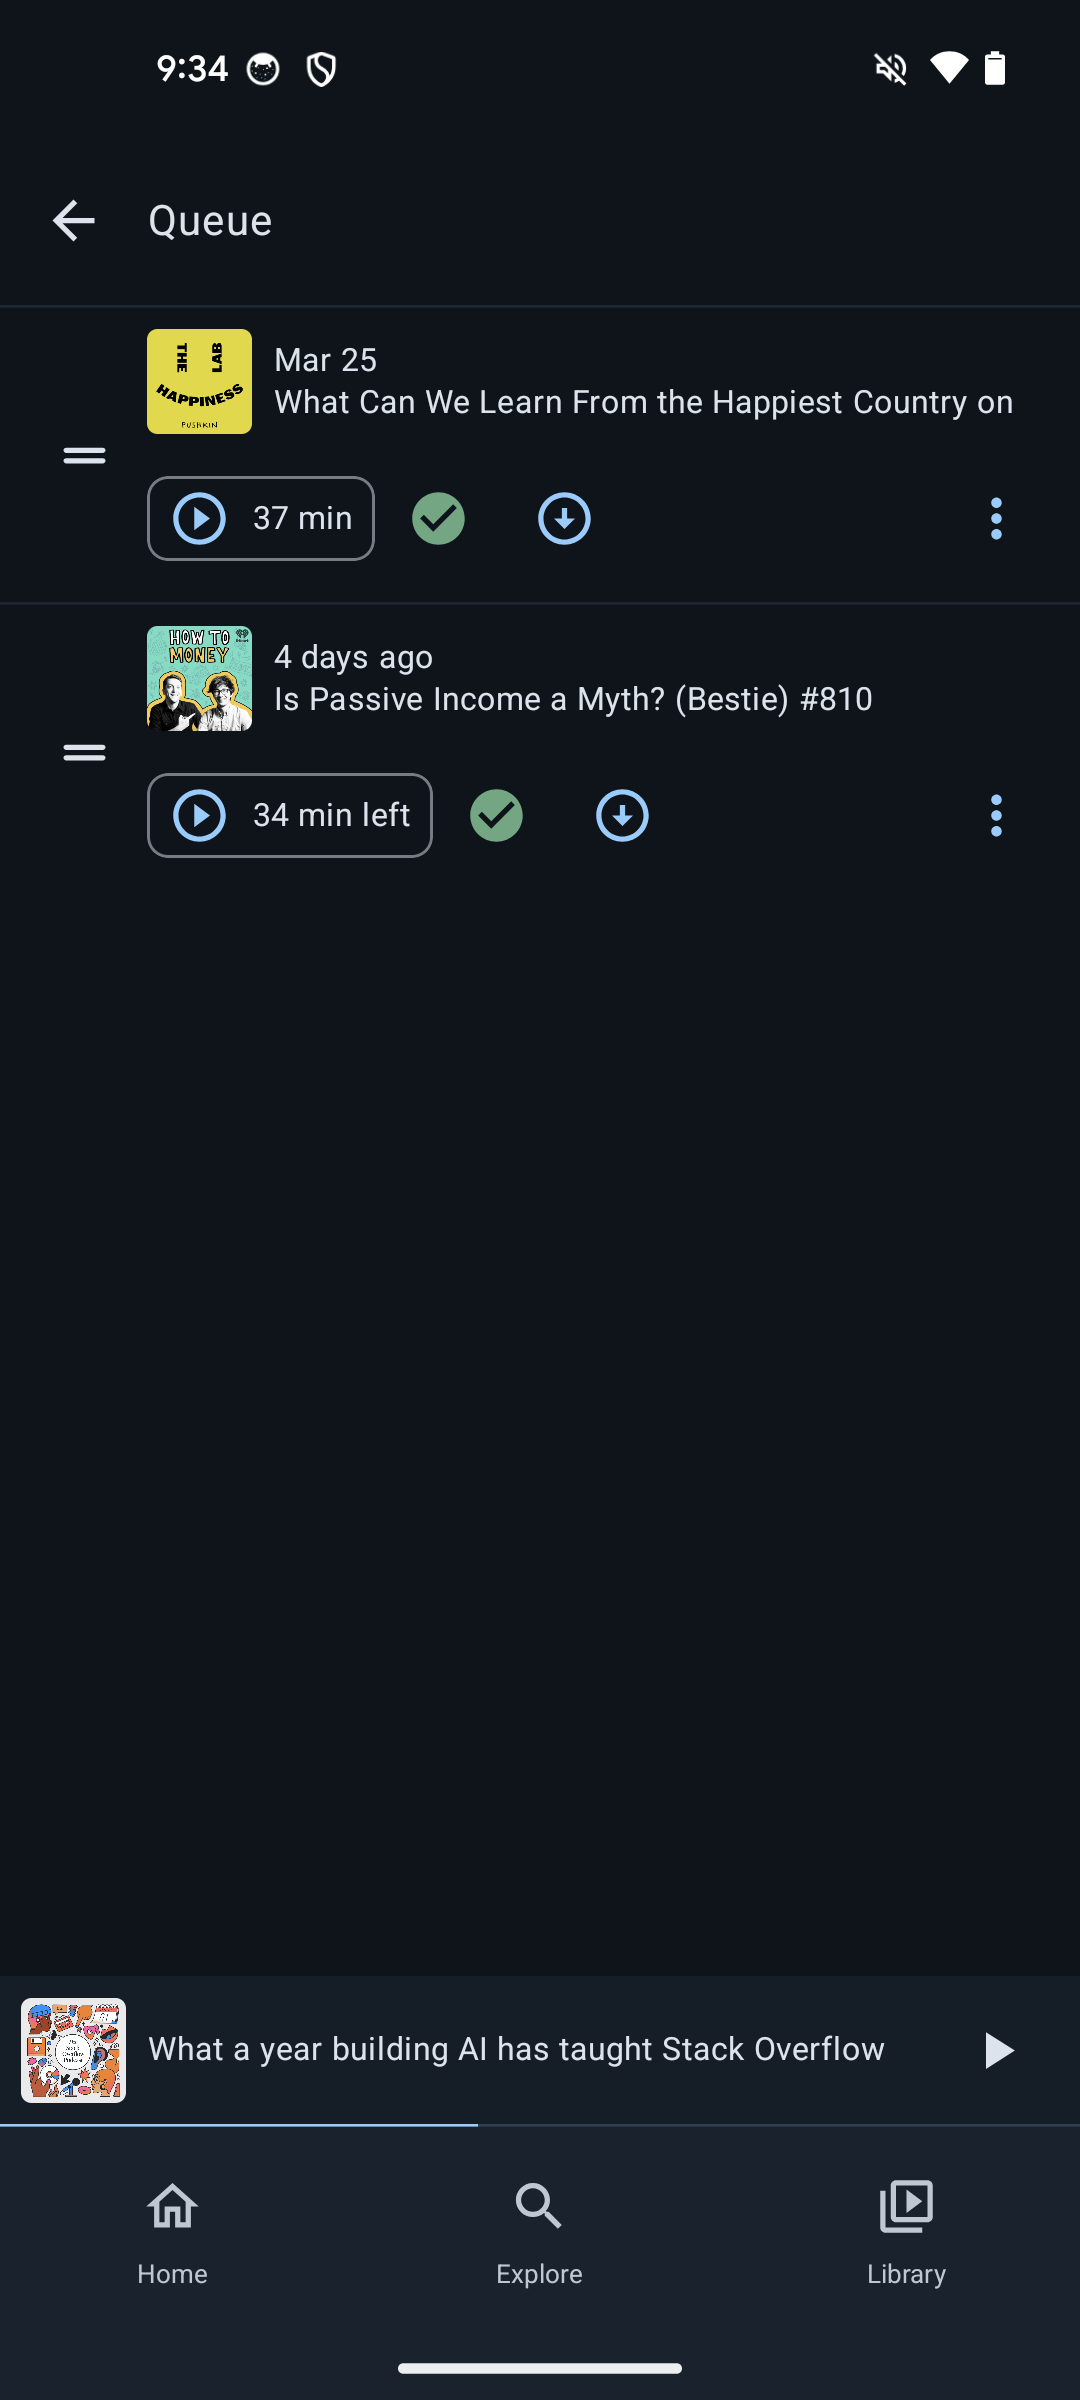 9:34
Queue
THE LAB
HAPPINESS
PUSHKIN
Mar 25
What Can We Learn From the Happiest Country on
37 min
HOW TO
MONEY
4 days ago
Is Passive Income a Myth? (Bestie) #810
34 min left
What a year building AI has taught Stack Overflow
Home
Explore
Library